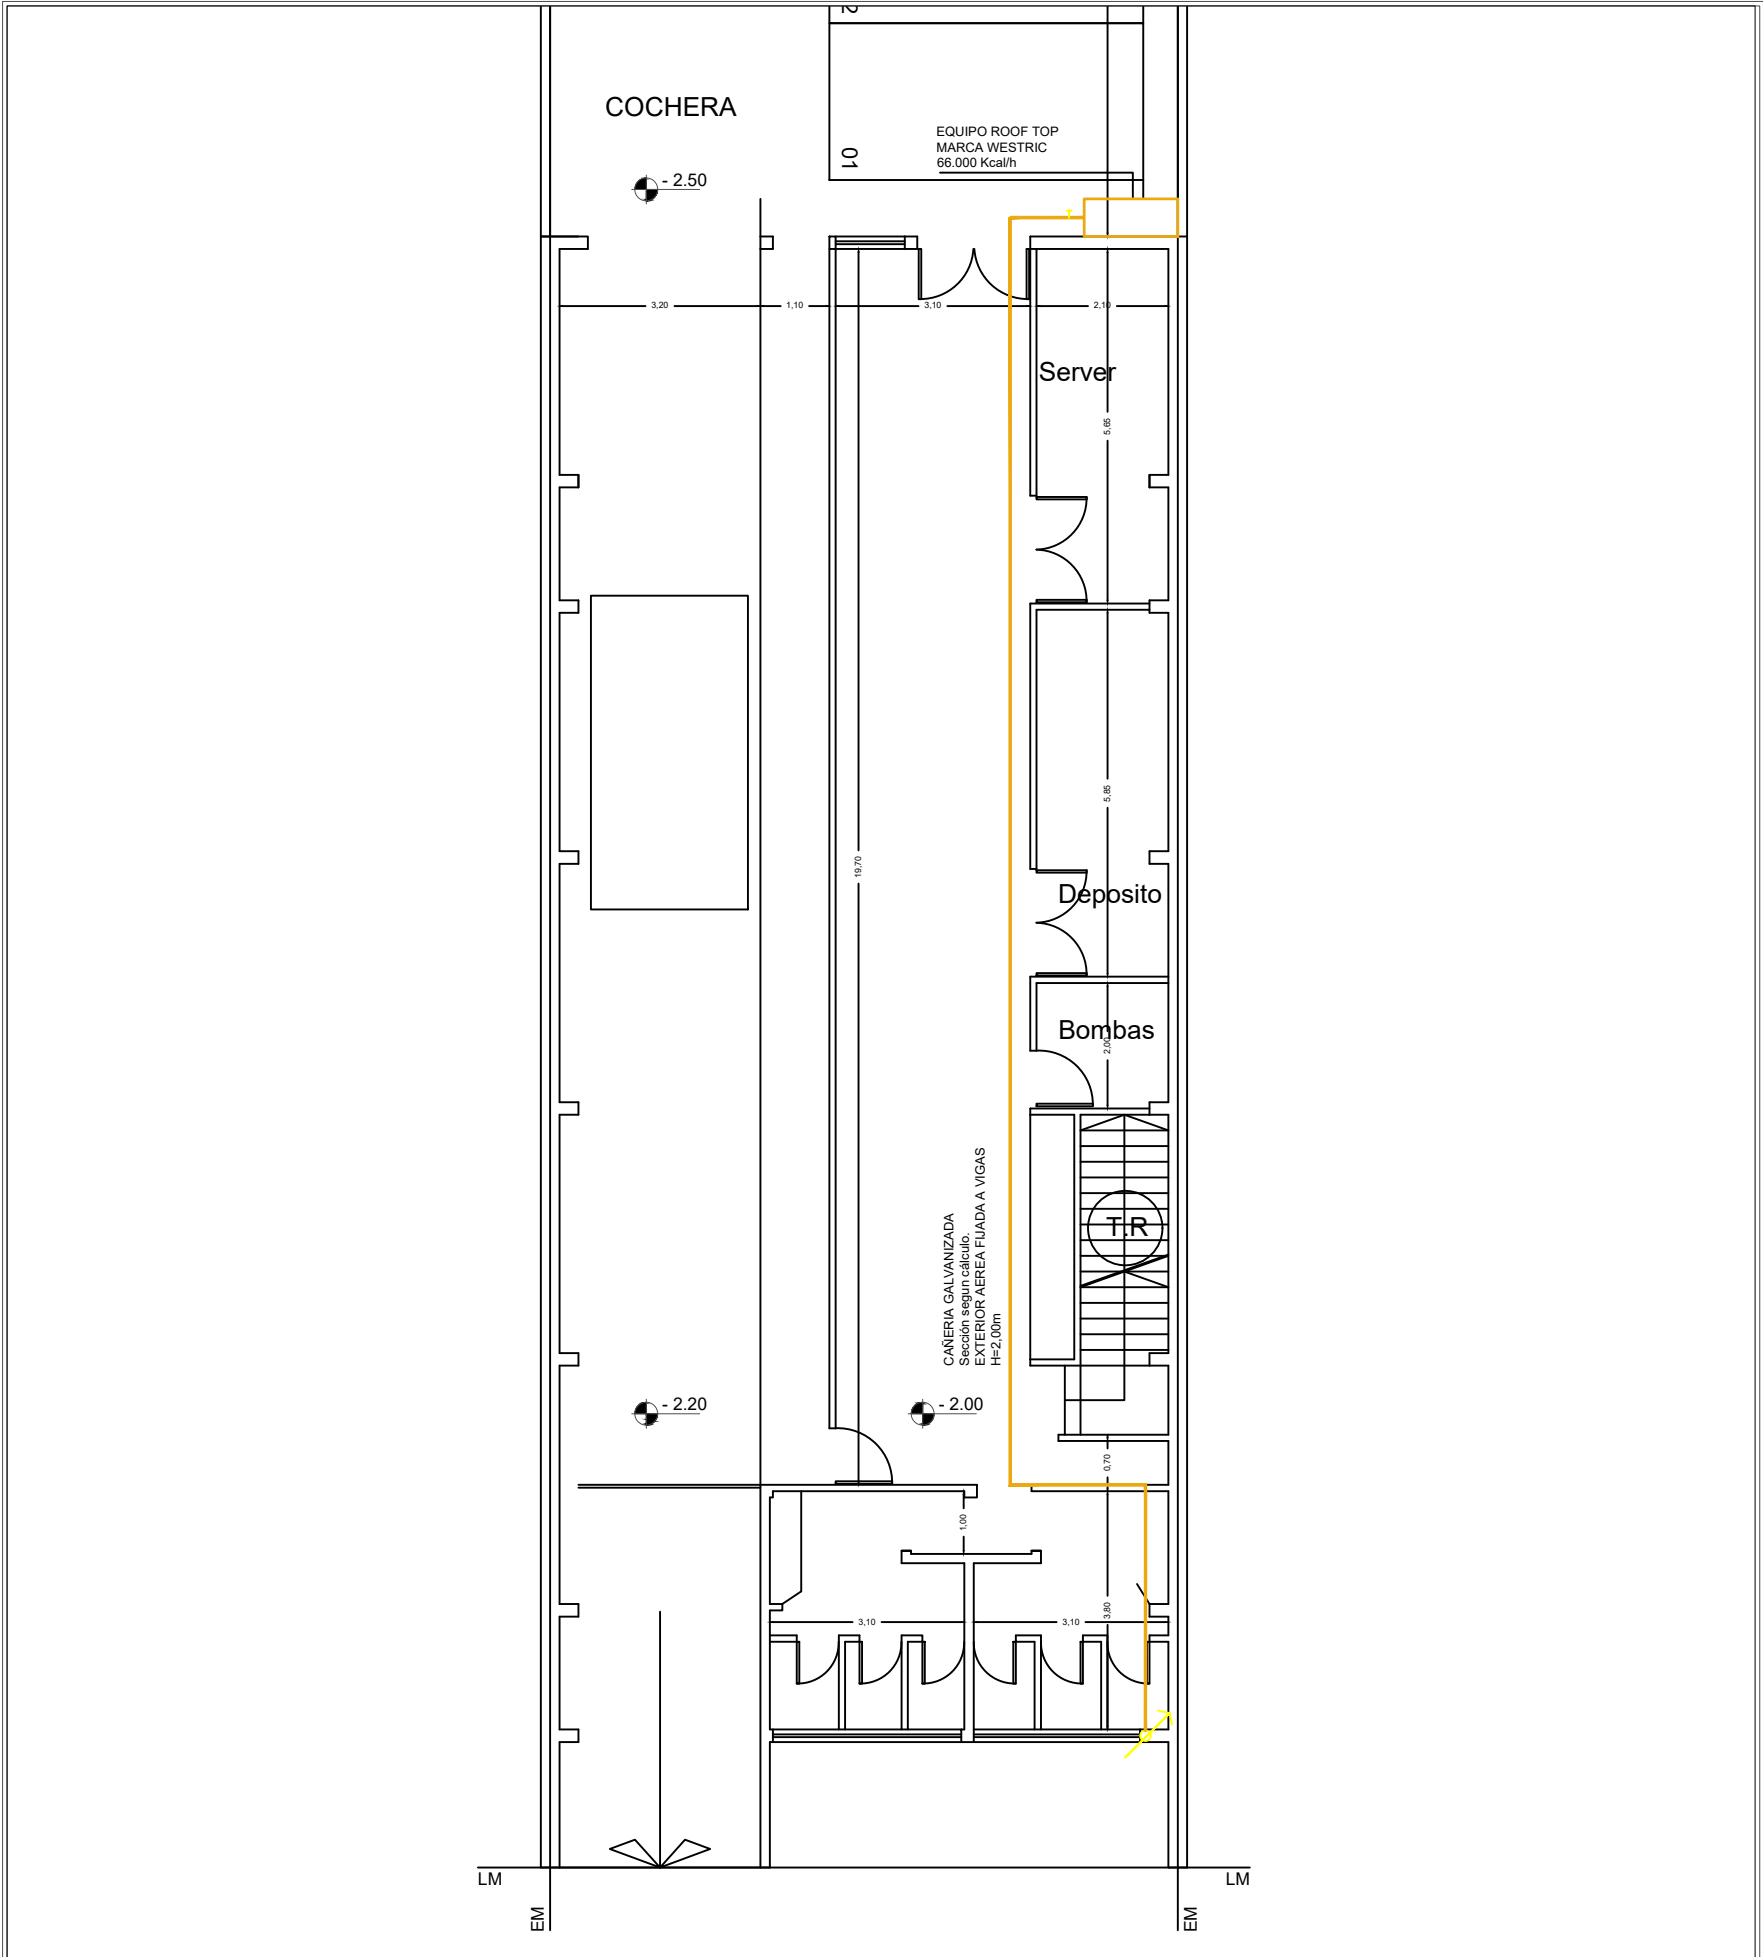 COCHERA
01
EQUIPO ROOF TOP
MARCA WESTRIC
66.000 Kcal/h
- 2.50
3,20
1,10
3,10
2,10
Server
5,65
5,85
19,70
Deposito
Bombas
2,00
T.R
CAÑERIA GALVANIZADA
Sección segun cálculo.
EXTERIOR AEREA FIJADA A VIGAS
H=2,00m
- 2.20
- 2.00
0,70
1,00
3,80
3,10
3,10
LM
LM
EM
EM